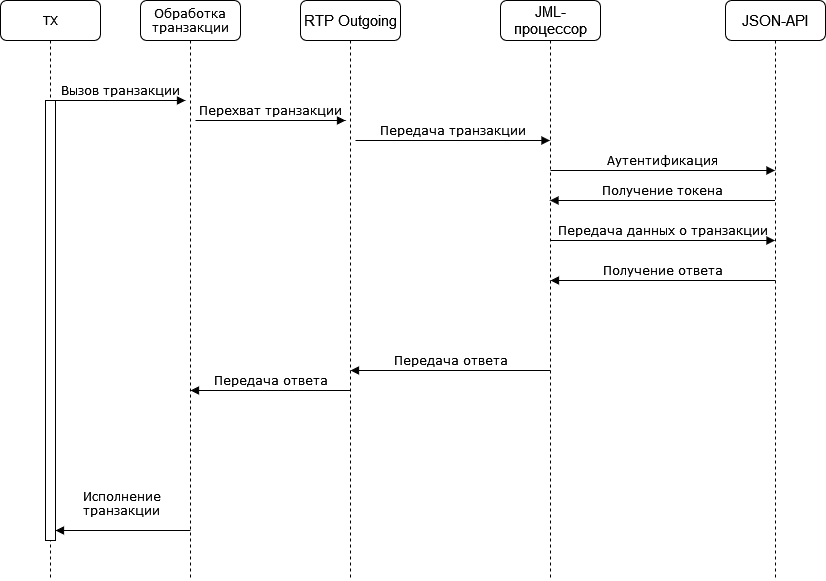 TX
Обработка
транзакции
RTP Outgoing
JML-
процессор
JSON-API
Вызов транзакции
Перехват транзакции
Передача транзакции
Аутентификация
Получение токена
Передача данных о транзакции
Получение ответа
Передача ответа
Передача ответа
Исполнение
транзакции